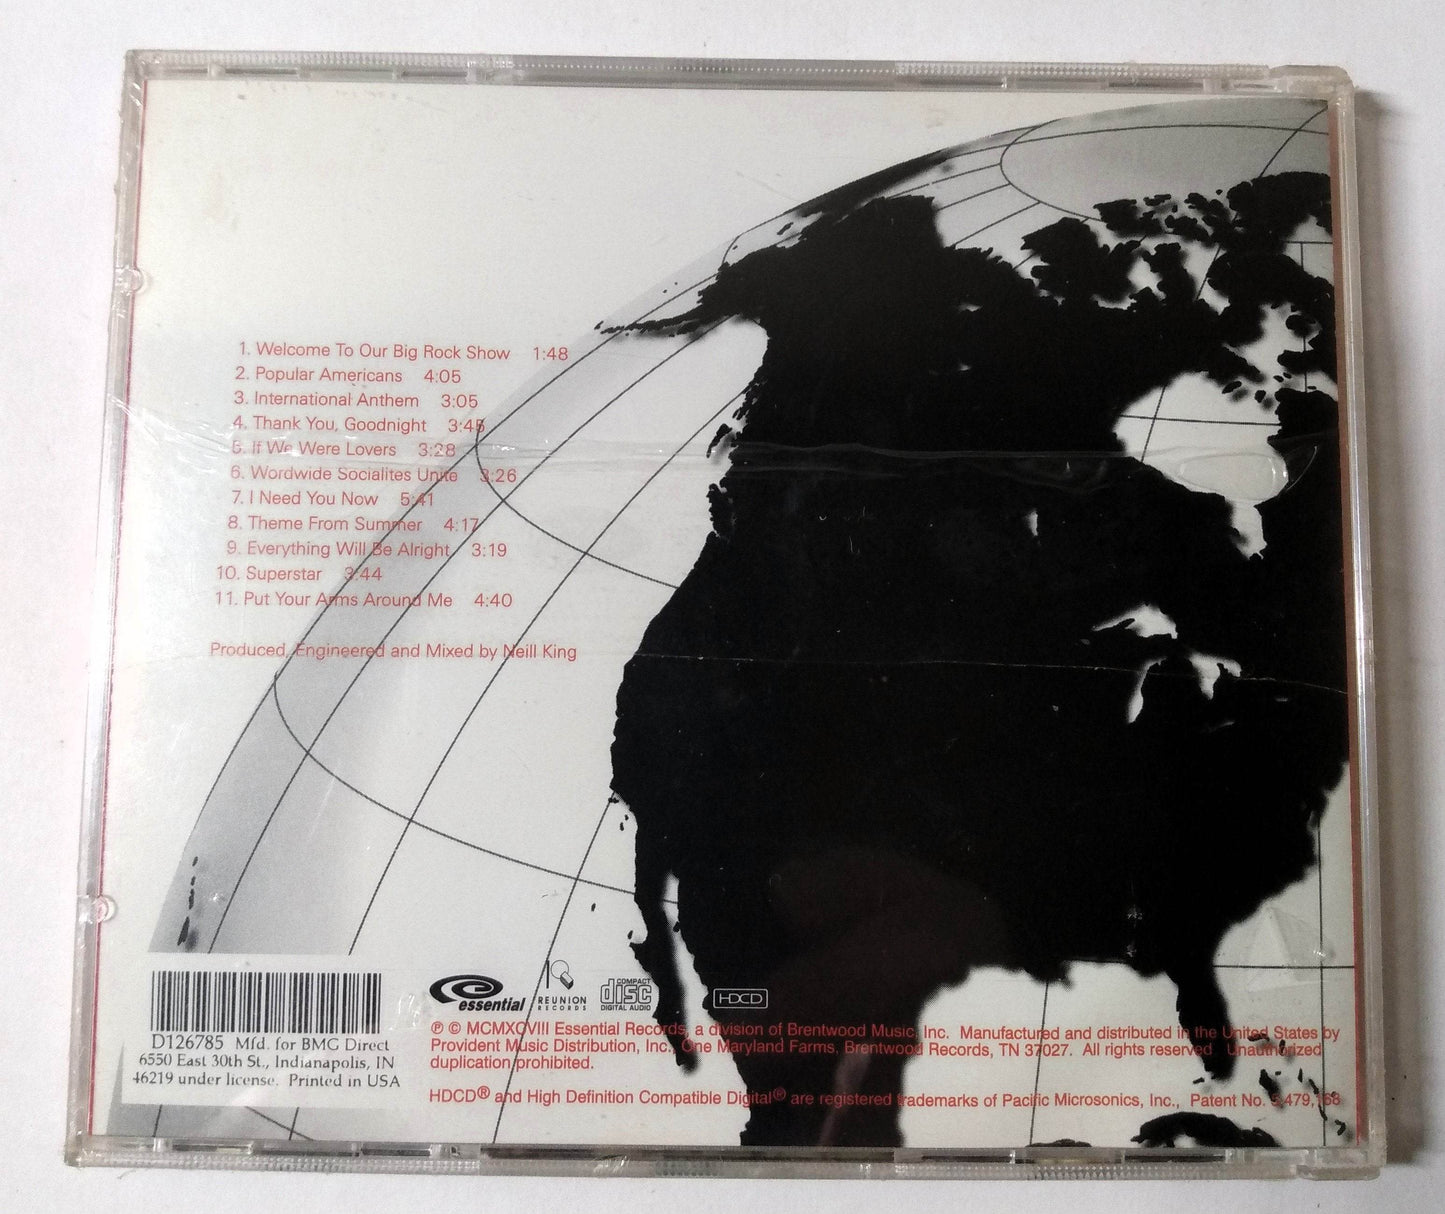 1. Welcome To Our Big Rock Show 1:48
2. Popular Americans 4:05
3. International Anthem 3:05
4. Thank You, Goodnight 3:45
5. If We Were Lovers 3:28
6. Wordwide Socialites Unite 3:26
7. I Need You Now 5:41
8. Theme From Summer 4:17
9. Everything Will Be Alright 3:19
10. Superstar 3:44
11. Put Your Arms Around Me 4:40
Produced, Engineered and Mixed by Neill King
D126785 Mfd. for BMG Direct
6550 East 30th St., Indianapolis, IN
46219 under license. Printed in USA
essential
REUNION
RECORDS
COMPACT
disc
DIGITAL AUDIO
HDCD
℗ © MCMXCVIII Essential Records, a division of Brentwood Music, Inc. Manufactured and distributed in the United States by
Provident Music Distribution, Inc., One Maryland Farms, Brentwood Records, TN 37027. All rights reserved Unauthorized
duplication prohibited.
HDCD® and High Definition Compatible Digital® are registered trademarks of Pacific Microsonics, Inc., Patent No.